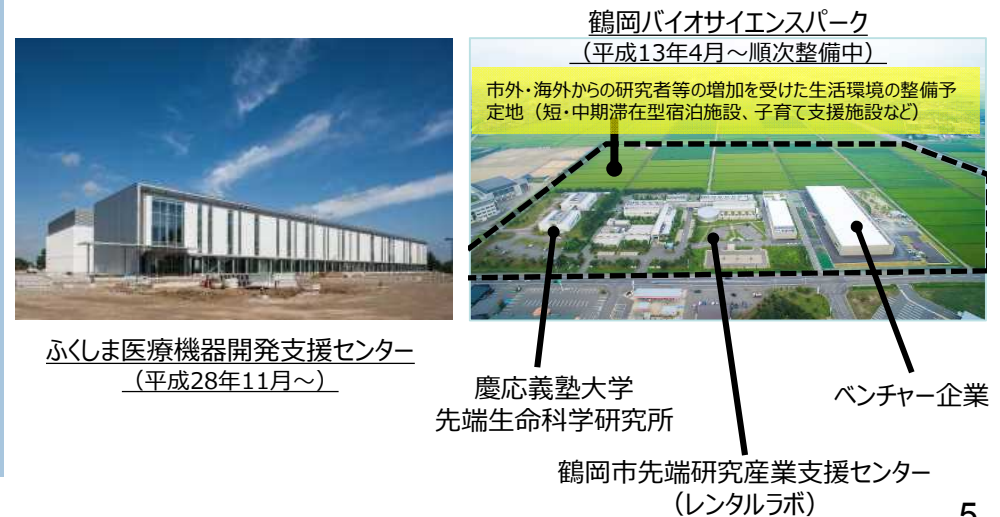 鶴岡バイオサイエンスパーク
（平成13年4月～順次整備中）
市外・海外からの研究者等の増加を受けた生活環境の整備予
定地（短・中期滞在型宿泊施設、子育て支援施設など）
ふくしま医療機器開発支援センター
（平成28年11月～）
慶応義塾大学
先端生命科学研究所
ベンチャー企業
鶴岡市先端研究産業支援センター
（レンタルラボ）
5